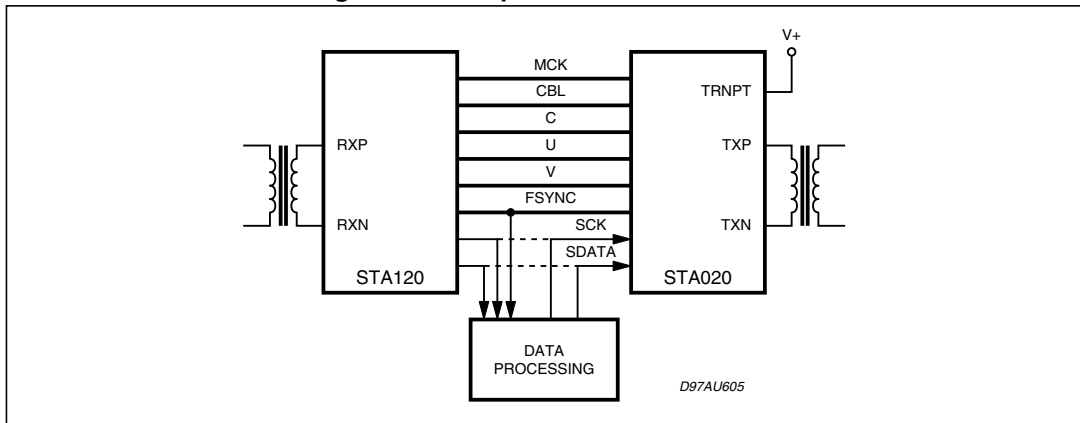 V+
MCK
CBL
TRNPT
C
RXP
U
TXP
V
FSYNC
RXN
SCK
TXN
SDATA
STA120
STA020
DATA
PROCESSING
D97AU605